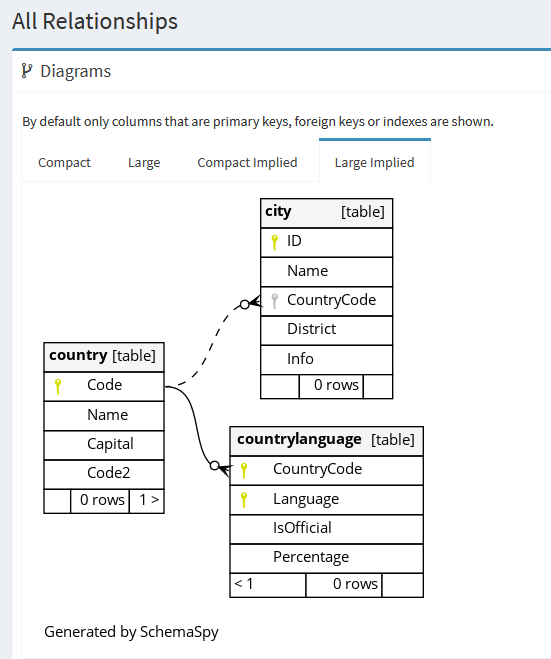 All Relationships
Diagrams
By default only columns that are primary keys, foreign keys or indexes are shown.
Compact Large Compact Implied Large Implied
city [table]
ID
Name
CountryCode
District
Info
0 rows
country [table]
Code
Name
Capital
Code2
0 rows 1 >
countrylanguage [table]
CountryCode
Language
IsOfficial
Percentage
< 1 0 rows
Generated by SchemaSpy